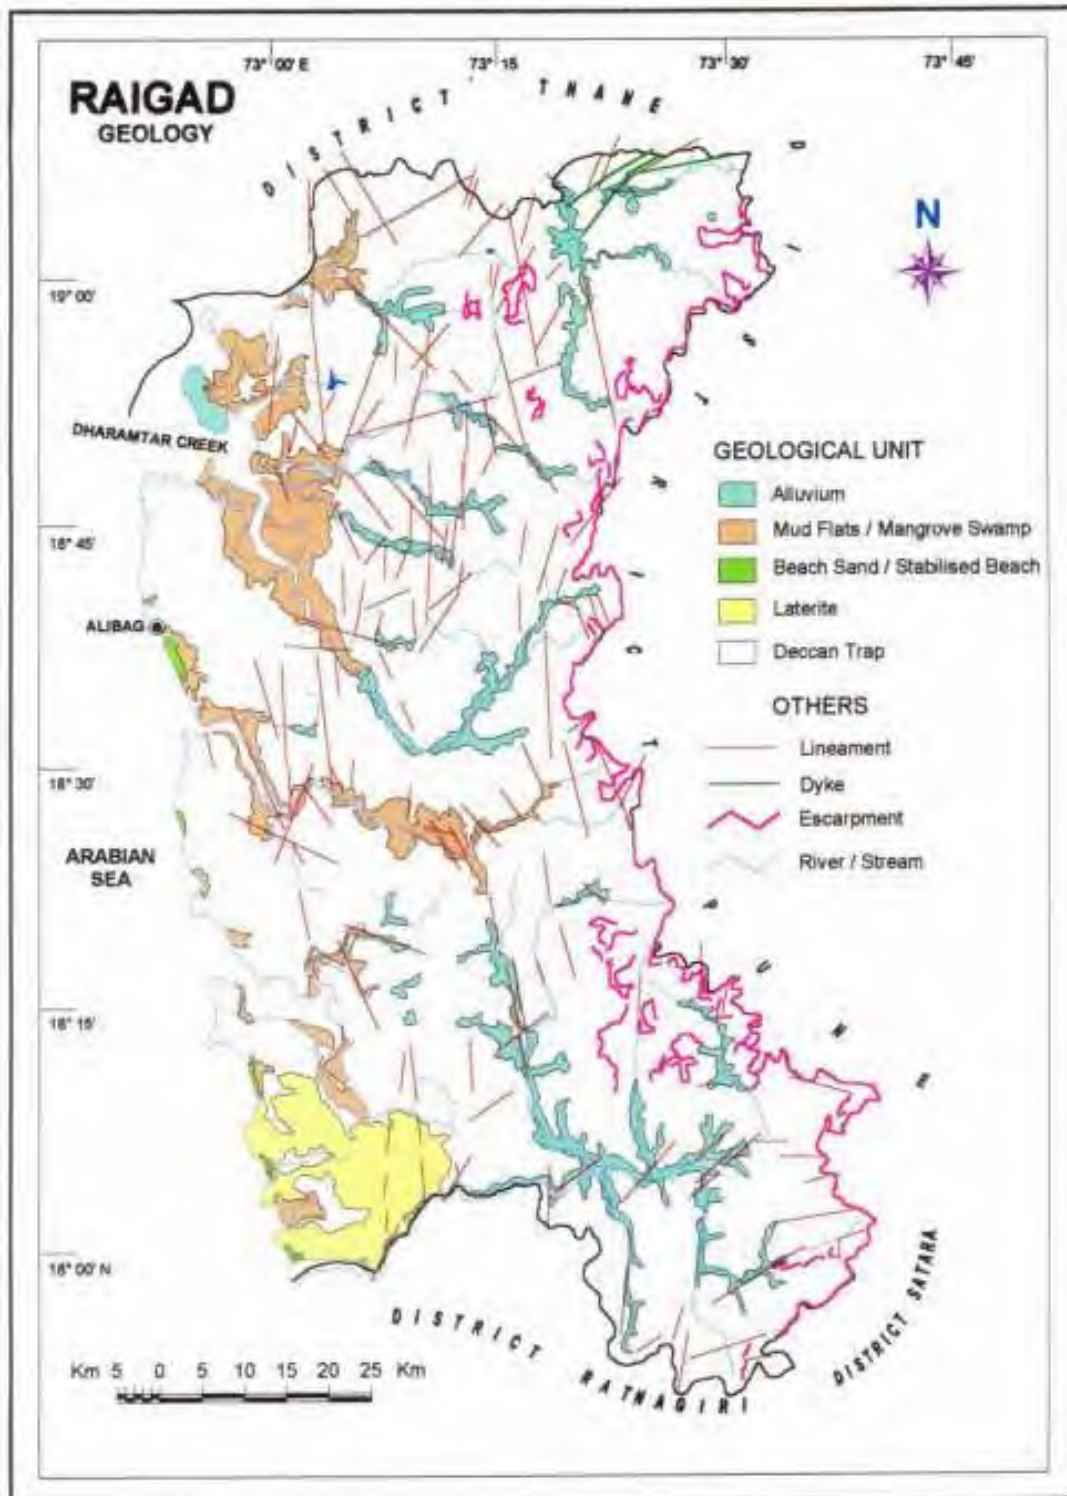 73° 00' E
73° 15'
73° 30'
73° 45'
RAIGAD
GEOLOGY
DISTRICT THANE
DISTRICT PUNE
N
19° 00'
DHARAMTAR CREEK
GEOLOGICAL UNIT
Alluvium
Mud Flats / Mangrove Swamp
Beach Sand / Stabilised Beach
Laterite
Deccan Trap
18° 45'
ALIBAG
OTHERS
Lineament
Dyke
Escarpment
River / Stream
18° 30'
ARABIAN
SEA
18° 15'
18° 00' N
DISTRICT SATARA
DISTRICT RATNAGIRI
Km 5 0 5 10 15 20 25 Km